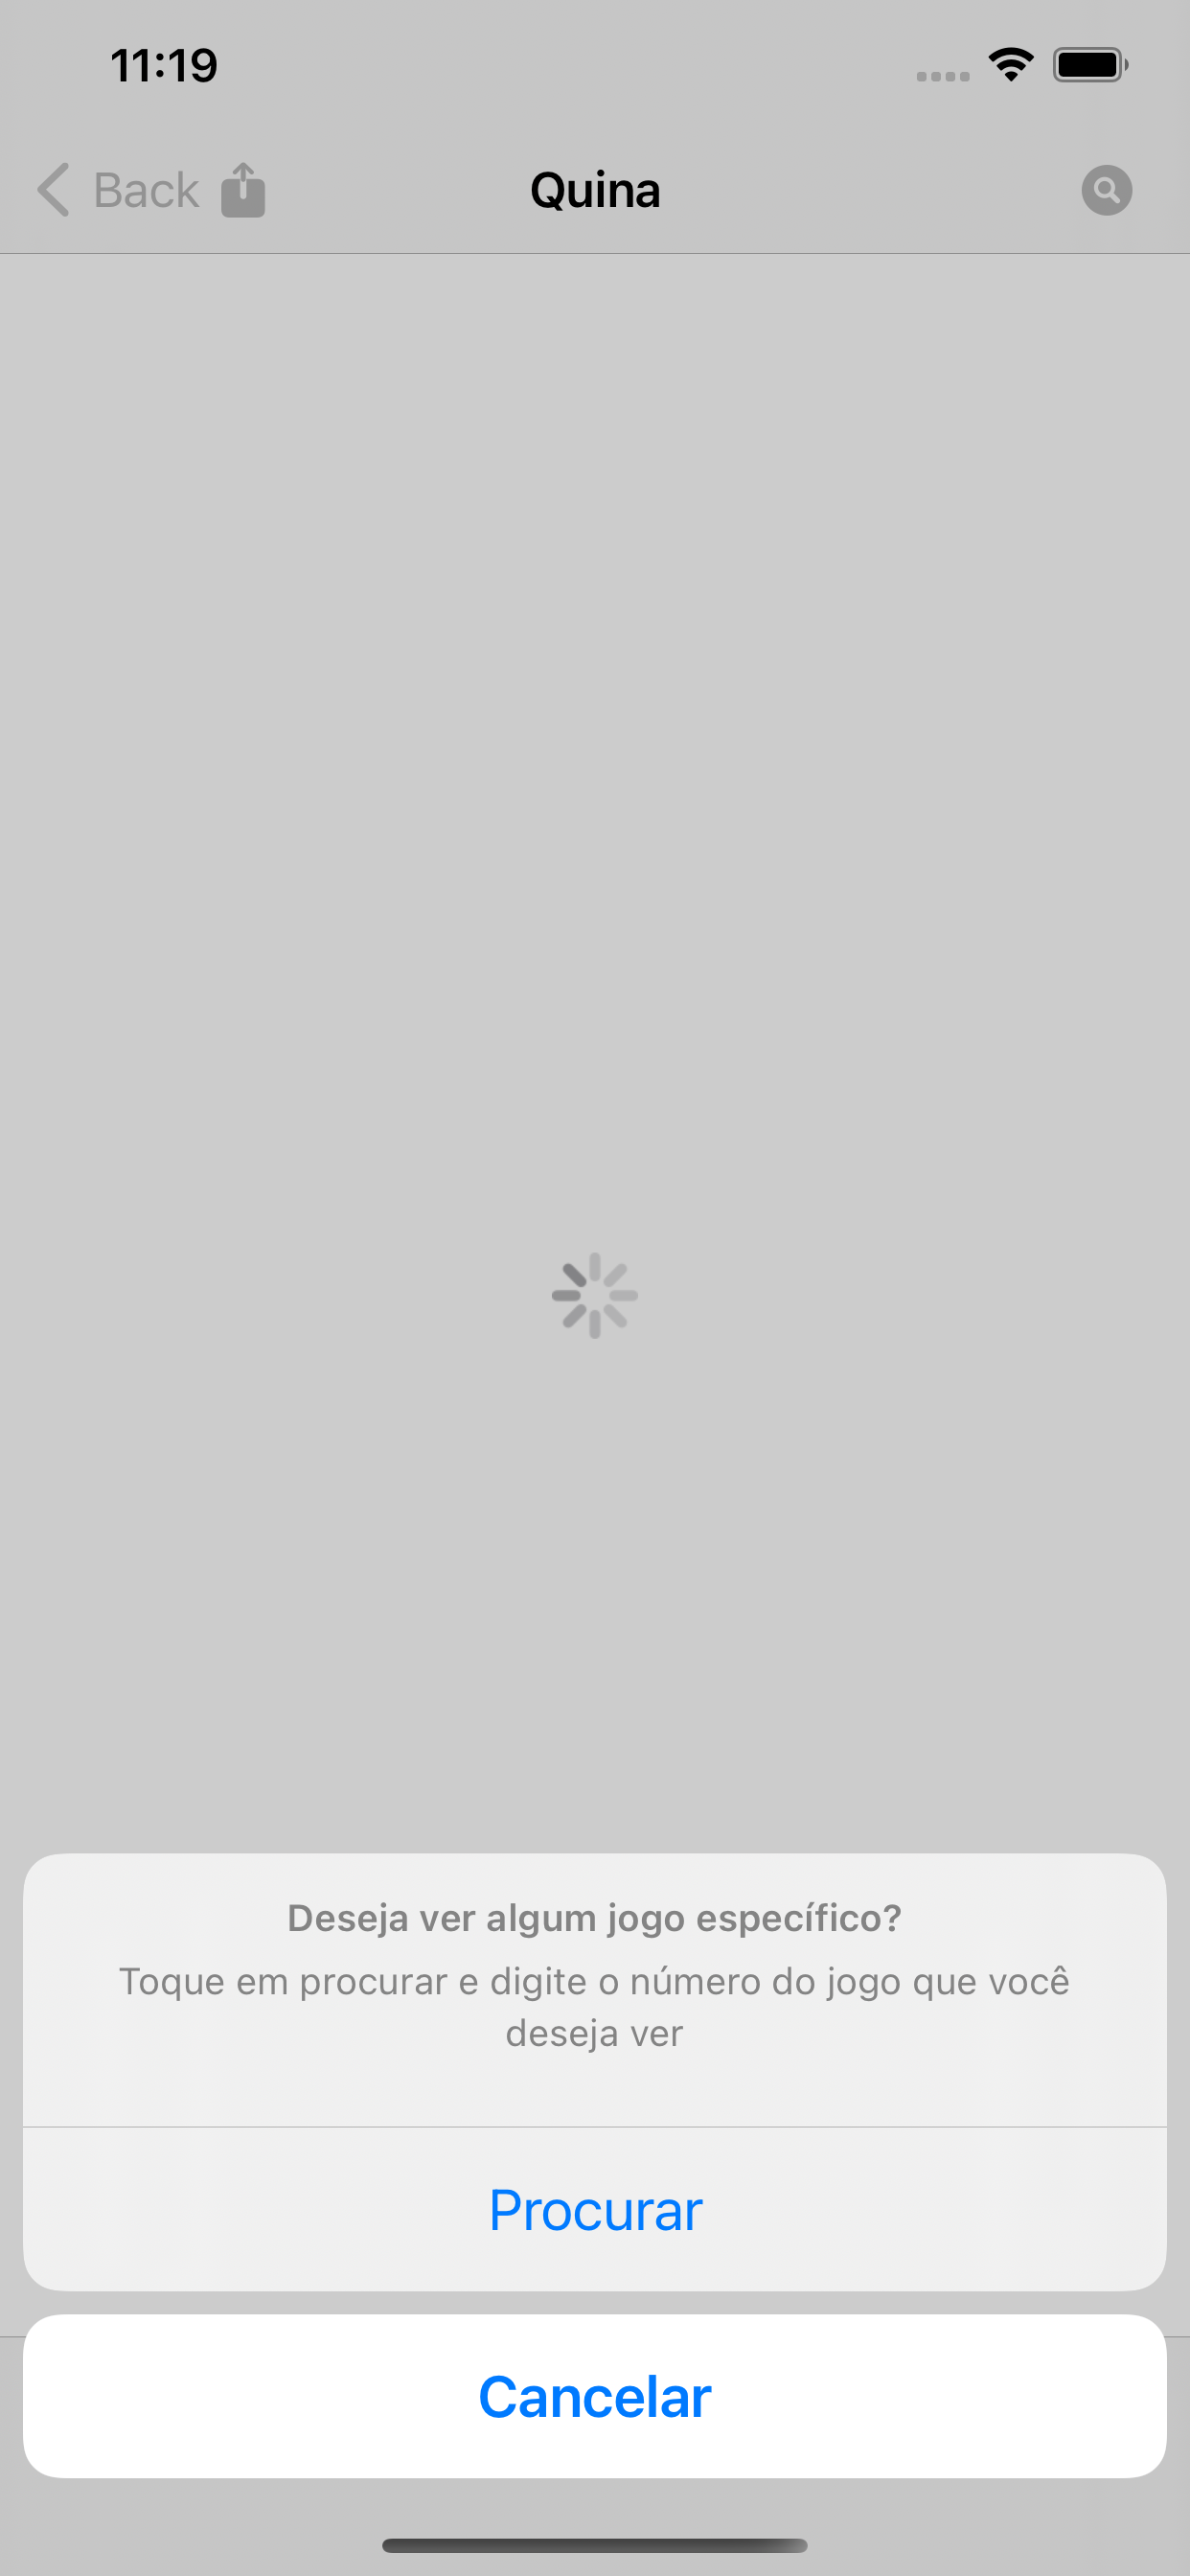 11:19
Back
Quina
Deseja ver algum jogo específico?
Toque em procurar e digite o número do jogo que você
deseja ver
Procurar
Cancelar